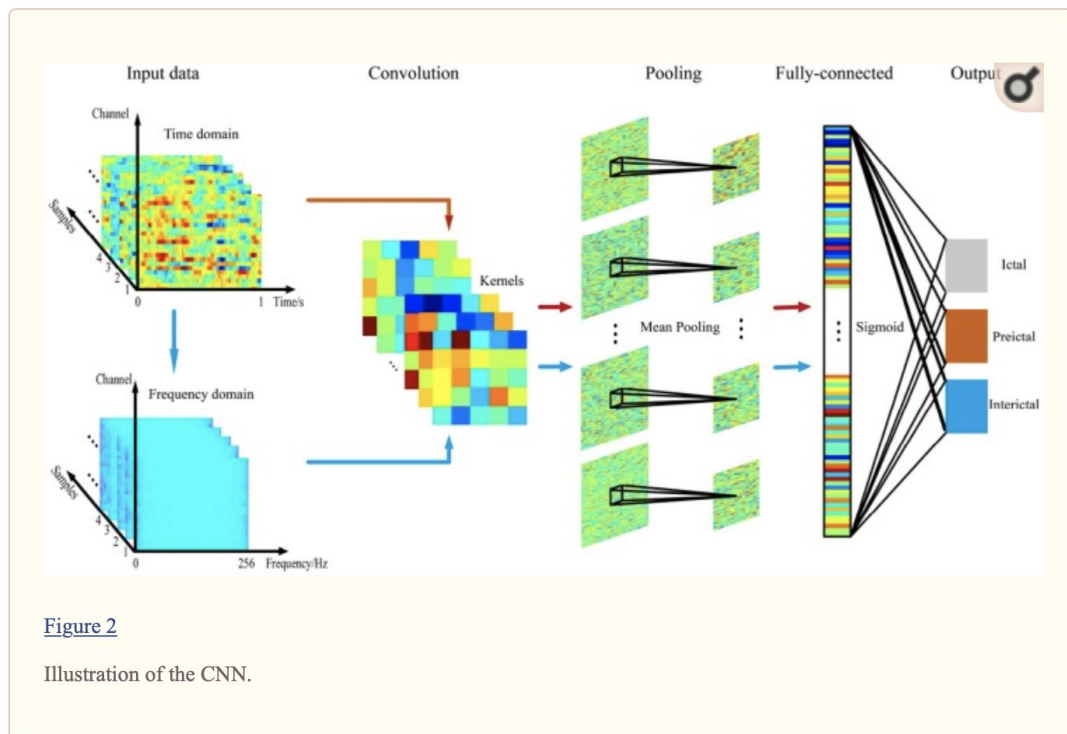 Input data
Convolution
Pooling
Fully-connected
Output
Channel
Time domain
Samples
4
3
2
1
0
1
Time/s
Kernels
Mean Pooling
Sigmoid
Ictal
Preictal
Interictal
Channel
Frequency domain
Samples
4
3
2
1
0
256
Frequency/Hz
Figure 2
Illustration of the CNN.